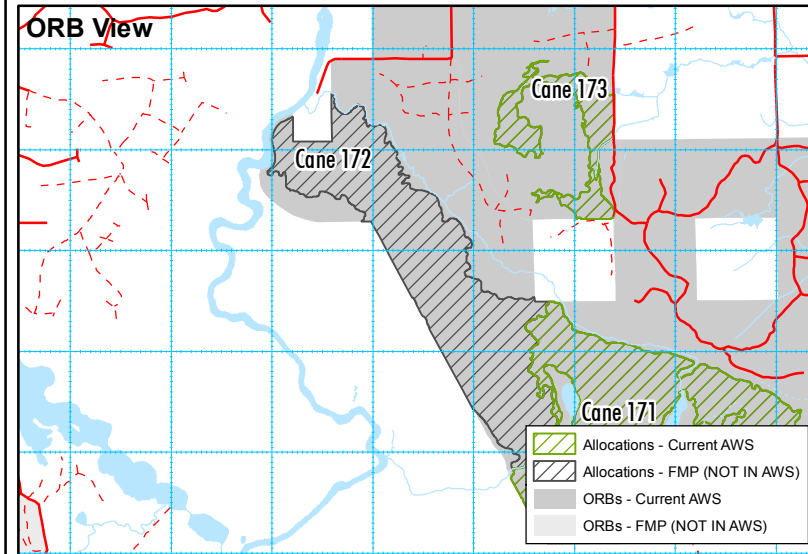 ORB View
Cane 173
Cane 172
Cane 171
Allocations - Current AWS
Allocations - FMP (NOT IN AWS)
ORBs - Current AWS
ORBs - FMP (NOT IN AWS)